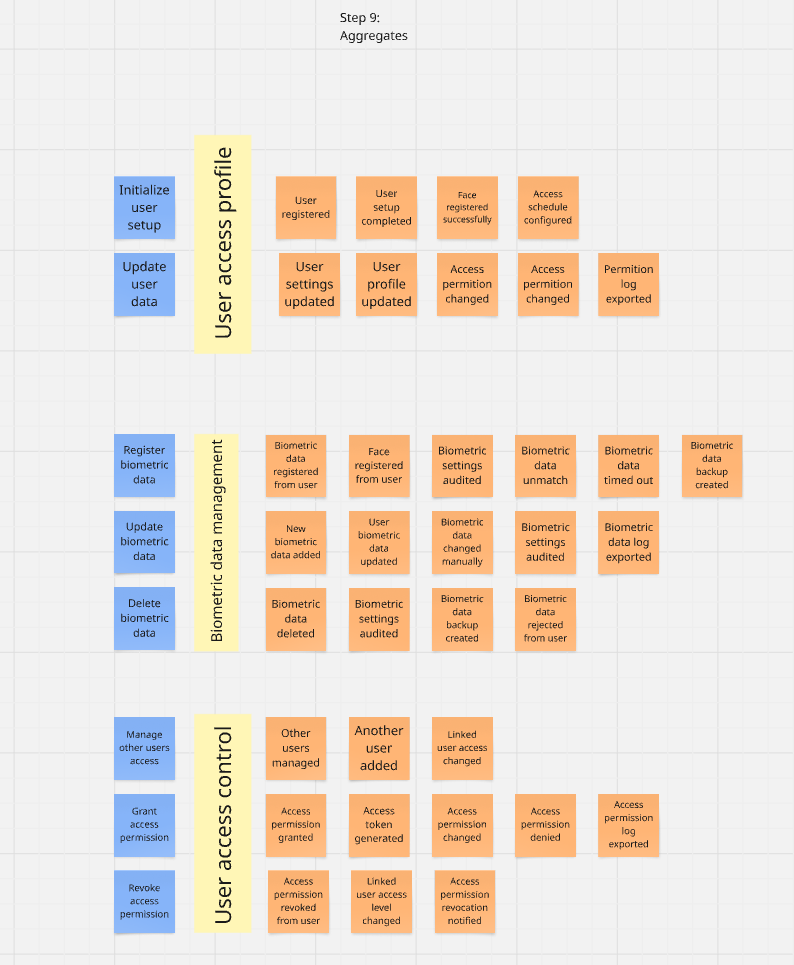 Step 9:
Aggregates
User access profile
Initialize
user
setup
User
registered
User
setup
completed
Face
registered
successfully
Access
schedule
configured
Update
user
data
User
settings
updated
User
profile
updated
Access
permition
changed
Access
permition
changed
Permition
log
exported
Biometric data management
Register
biometric
data
Biometric
data
registered
from user
Face
registered
from user
Biometric
settings
audited
Biometric
data
unmatch
Biometric
data
timed out
Biometric
data
backup
created
Update
biometric
data
New
biometric
data added
User
biometric
data
updated
Biometric
data
changed
manually
Biometric
settings
audited
Biometric
data log
exported
Delete
biometric
data
Biometric
data
deleted
Biometric
settings
audited
Biometric
data
backup
created
Biometric
data
rejected
from user
User access control
Manage
other users
access
Other
users
managed
Another
user
added
Linked
user access
changed
Grant
access
permission
Access
permission
granted
Access
token
generated
Access
permission
changed
Access
permission
denied
Access
permission
log
exported
Revoke
access
permission
Access
permission
revoked
from user
Linked
user access
level
changed
Access
permission
revocation
notified